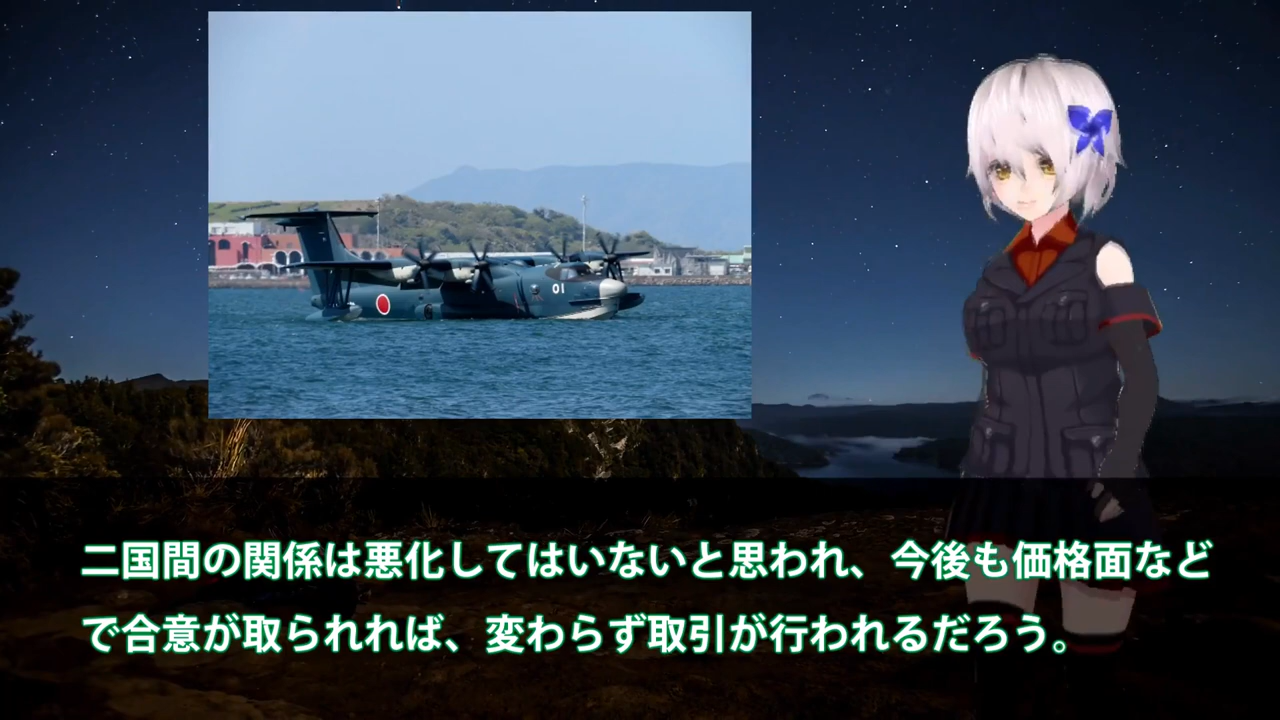 01
二国間の関係は悪化してはいないと思われ、今後も価格面など
で合意が取られれば、変わらず取引が行われるだろう。